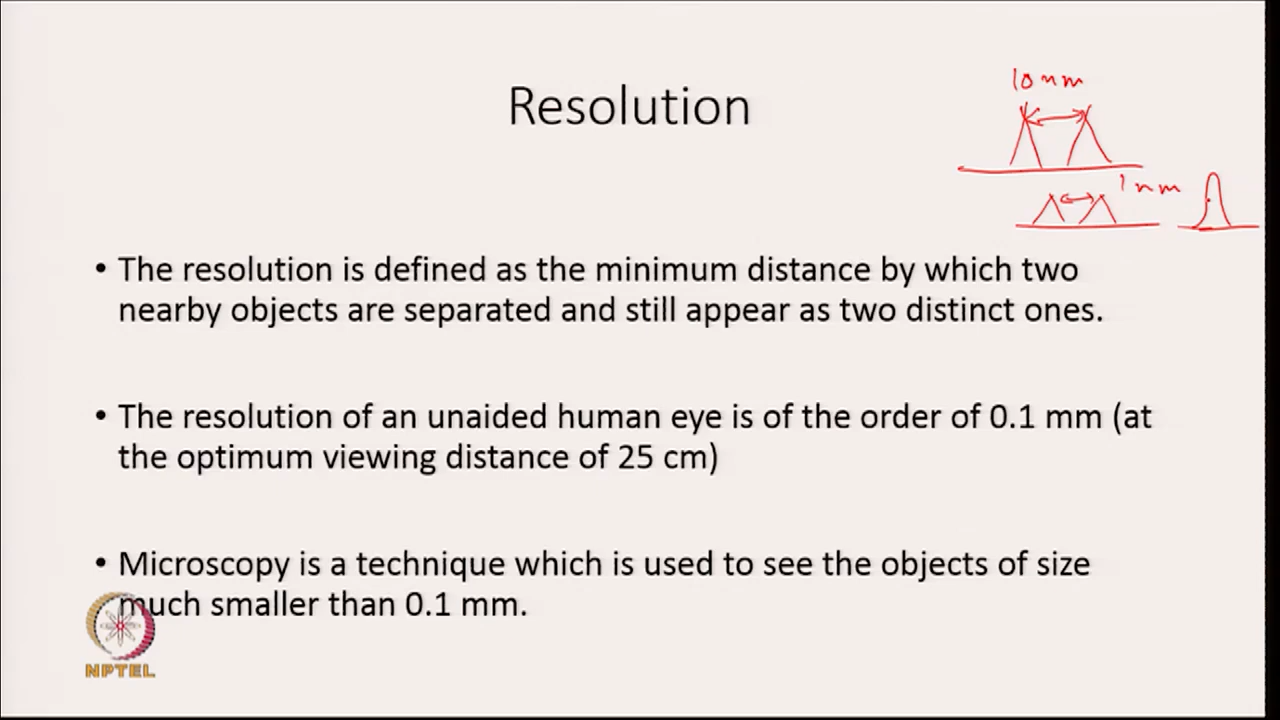 Resolution
10 nm
1 nm
• The resolution is defined as the minimum distance by which two
nearby objects are separated and still appear as two distinct ones.
• The resolution of an unaided human eye is of the order of 0.1 mm (at
the optimum viewing distance of 25 cm)
• Microscopy is a technique which is used to see the objects of size
much smaller than 0.1 mm.
NPTEL